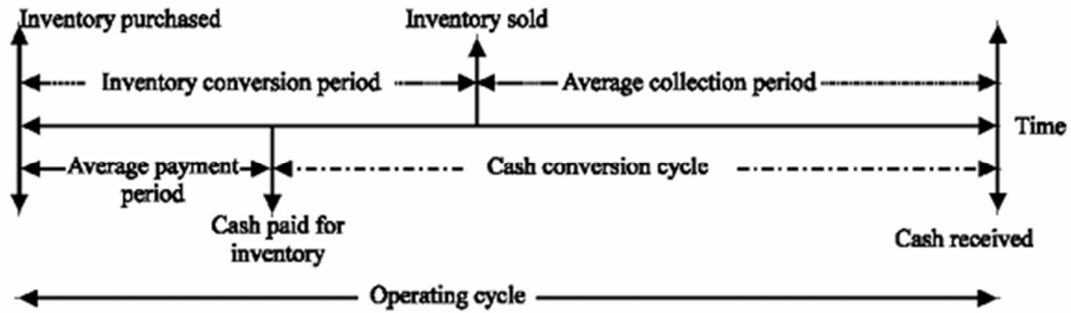 Inventory purchased
Inventory sold
Inventory conversion period
Average collection period
Time
Average payment
period
Cash conversion cycle
Cash paid for
inventory
Cash received
Operating cycle